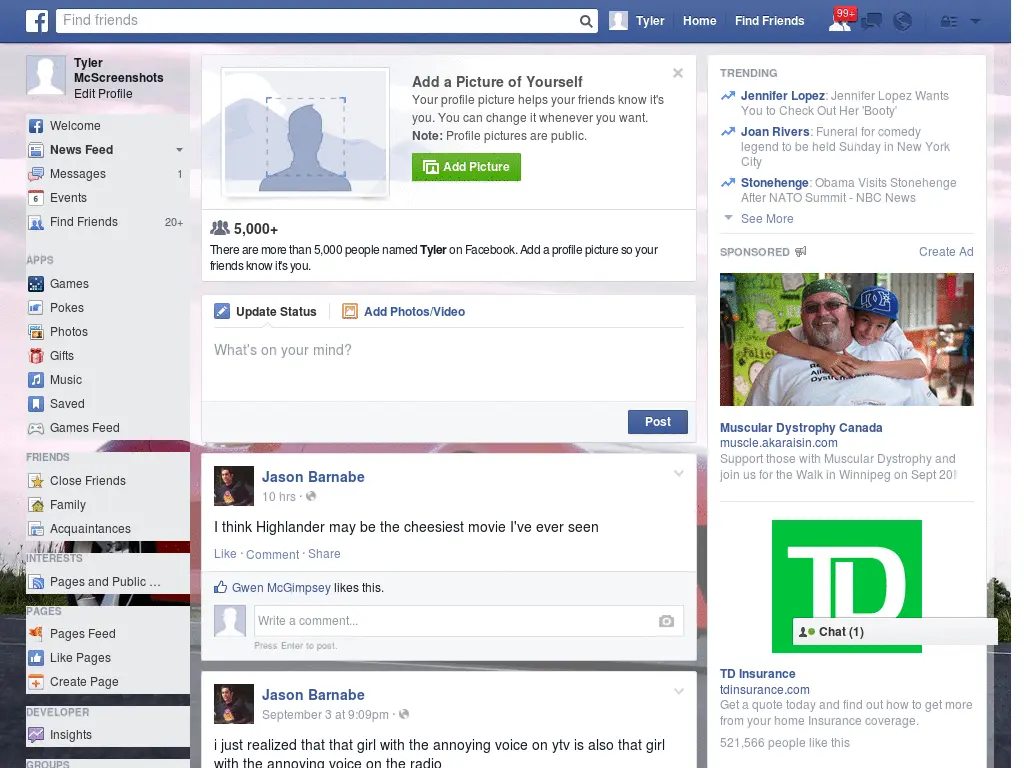 Find friends
Tyler
Home
Find Friends
99+
Tyler
McScreenshots
Edit Profile
Welcome
News Feed
Messages 1
6
Events
Find Friends 20+
APPS
Games
Pokes
Photos
Gifts
Music
Saved
Games Feed
FRIENDS
Close Friends
Family
Acquaintances
INTERESTS
Pages and Public ...
PAGES
Pages Feed
Like Pages
Create Page
DEVELOPER
Insights
GROUPS
Add a Picture of Yourself
Your profile picture helps your friends know it's
you. You can change it whenever you want.
Note: Profile pictures are public.
Add Picture
5,000+
There are more than 5,000 people named Tyler on Facebook. Add a profile picture so your
friends know it's you.
Update Status
Add Photos/Video
What's on your mind?
Post
Jason Barnabe
10 hrs ·
I think Highlander may be the cheesiest movie I've ever seen
Like · Comment · Share
Gwen McGimpsey likes this.
Write a comment...
Press Enter to post.
Jason Barnabe
September 3 at 9:09pm ·
i just realized that that girl with the annoying voice on ytv is also that girl
with the annoying voice on the radio
TRENDING
Jennifer Lopez: Jennifer Lopez Wants
You to Check Out Her 'Booty'
Joan Rivers: Funeral for comedy
legend to be held Sunday in New York
City
Stonehenge: Obama Visits Stonehenge
After NATO Summit - NBC News
See More
SPONSORED
Create Ad
Muscular Dystrophy Canada
muscle.akaraisin.com
Support those with Muscular Dystrophy and
join us for the Walk in Winnipeg on Sept 20
TD
Chat (1)
TD Insurance
tdinsurance.com
Get a quote today and find out how to get more
from your home Insurance coverage.
521,566 people like this